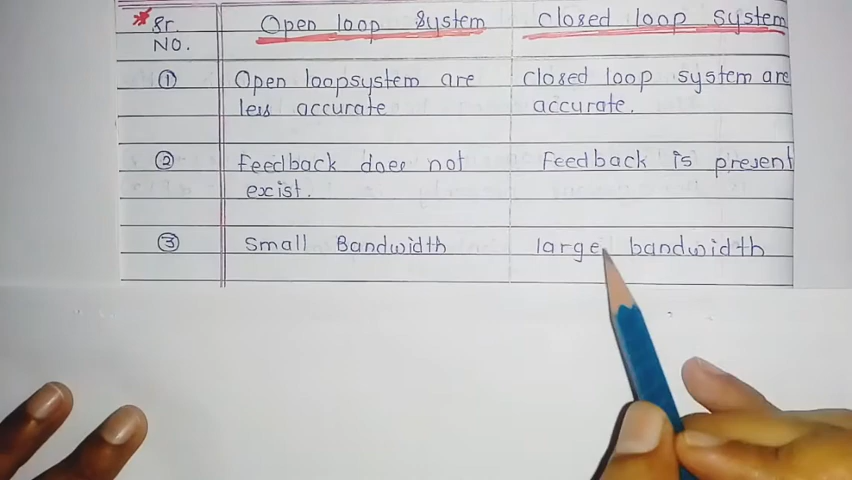 * Sr. NO.
Open loop System
closed loop system
①
Open loopsystem are
less accurate
closed loop system are
accurate.
②
feedback does not
exist.
Feedback is present
③
Small Bandwidth
large bandwidth